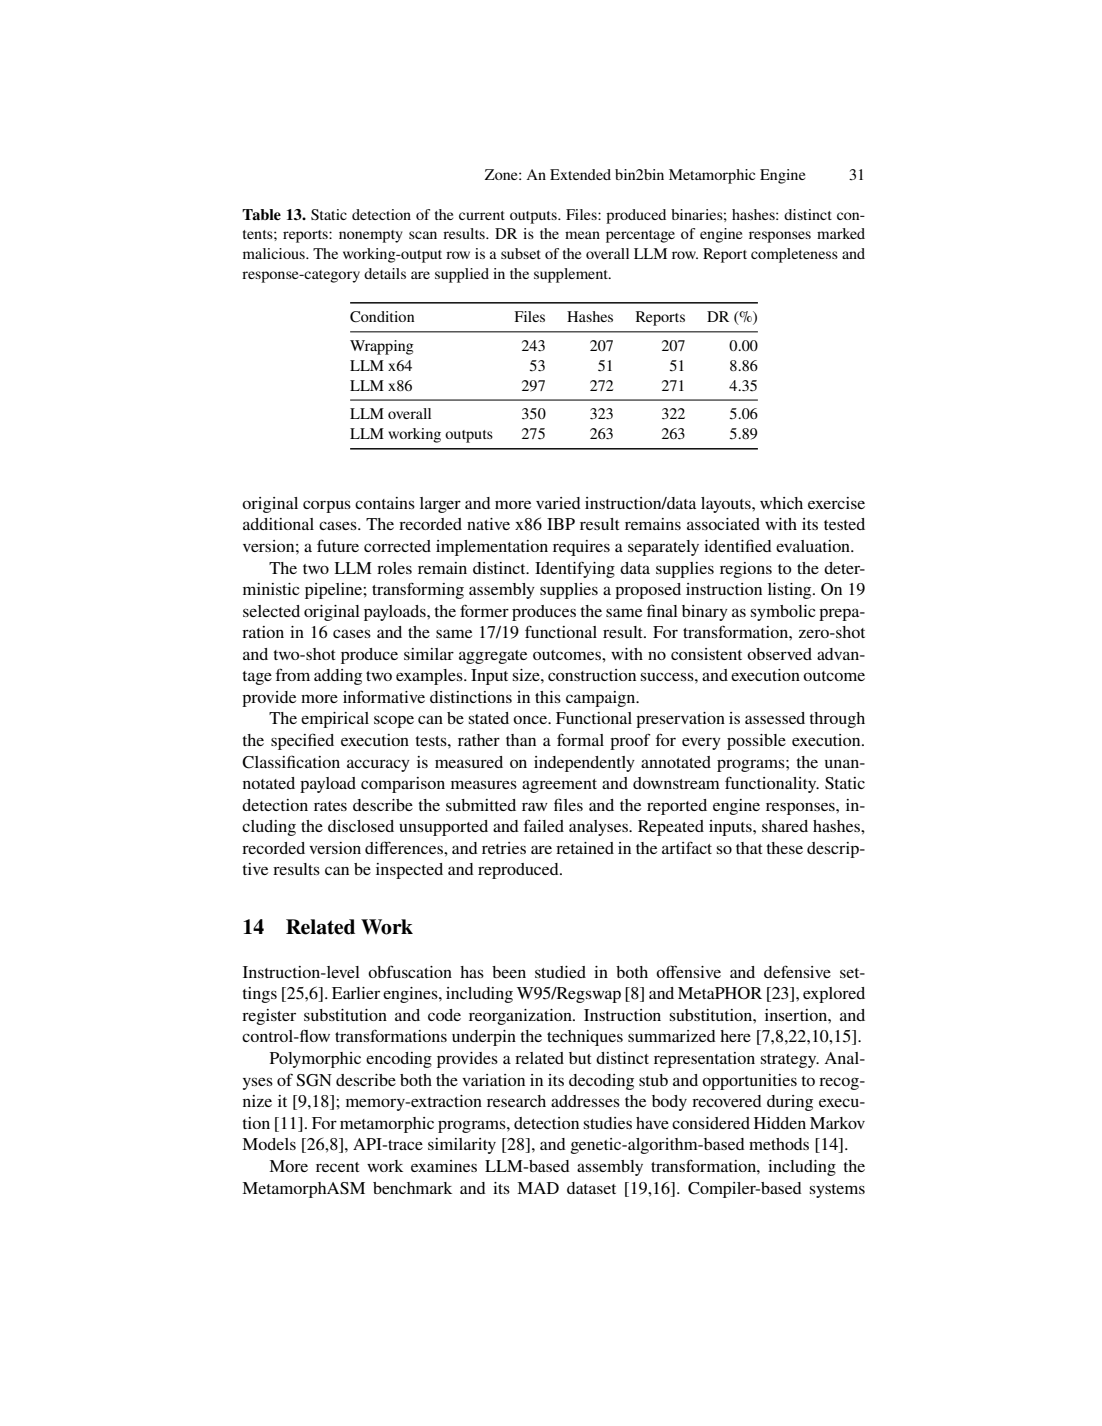 Zone: An Extended bin2bin Metamorphic Engine 31
Table 13. Static detection of the current outputs. Files: produced binaries; hashes: distinct con-
tents; reports: nonempty scan results. DR is the mean percentage of engine responses marked
malicious. The working-output row is a subset of the overall LLM row. Report completeness and
response-category details are supplied in the supplement.
Condition Files Hashes Reports DR (%)
Wrapping 243 207 207 0.00
LLM x64 53 51 51 8.86
LLM x86 297 272 271 4.35
LLM overall 350 323 322 5.06
LLM working outputs 275 263 263 5.89
original corpus contains larger and more varied instruction/data layouts, which exercise
additional cases. The recorded native x86 IBP result remains associated with its tested
version; a future corrected implementation requires a separately identified evaluation.
The two LLM roles remain distinct. Identifying data supplies regions to the deter-
ministic pipeline; transforming assembly supplies a proposed instruction listing. On 19
selected original payloads, the former produces the same final binary as symbolic prepa-
ration in 16 cases and the same 17/19 functional result. For transformation, zero-shot
and two-shot produce similar aggregate outcomes, with no consistent observed advan-
tage from adding two examples. Input size, construction success, and execution outcome
provide more informative distinctions in this campaign.
The empirical scope can be stated once. Functional preservation is assessed through
the specified execution tests, rather than a formal proof for every possible execution.
Classification accuracy is measured on independently annotated programs; the unan-
notated payload comparison measures agreement and downstream functionality. Static
detection rates describe the submitted raw files and the reported engine responses, in-
cluding the disclosed unsupported and failed analyses. Repeated inputs, shared hashes,
recorded version differences, and retries are retained in the artifact so that these descrip-
tive results can be inspected and reproduced.
14 Related Work
Instruction-level obfuscation has been studied in both offensive and defensive set-
tings [25,6]. Earlier engines, including W95/Regswap [8] and MetaPHOR [23], explored
register substitution and code reorganization. Instruction substitution, insertion, and
control-flow transformations underpin the techniques summarized here [7,8,22,10,15].
Polymorphic encoding provides a related but distinct representation strategy. Anal-
yses of SGN describe both the variation in its decoding stub and opportunities to recog-
nize it [9,18]; memory-extraction research addresses the body recovered during execu-
tion [11]. For metamorphic programs, detection studies have considered Hidden Markov
Models [26,8], API-trace similarity [28], and genetic-algorithm-based methods [14].
More recent work examines LLM-based assembly transformation, including the
MetamorphASM benchmark and its MAD dataset [19,16]. Compiler-based systems